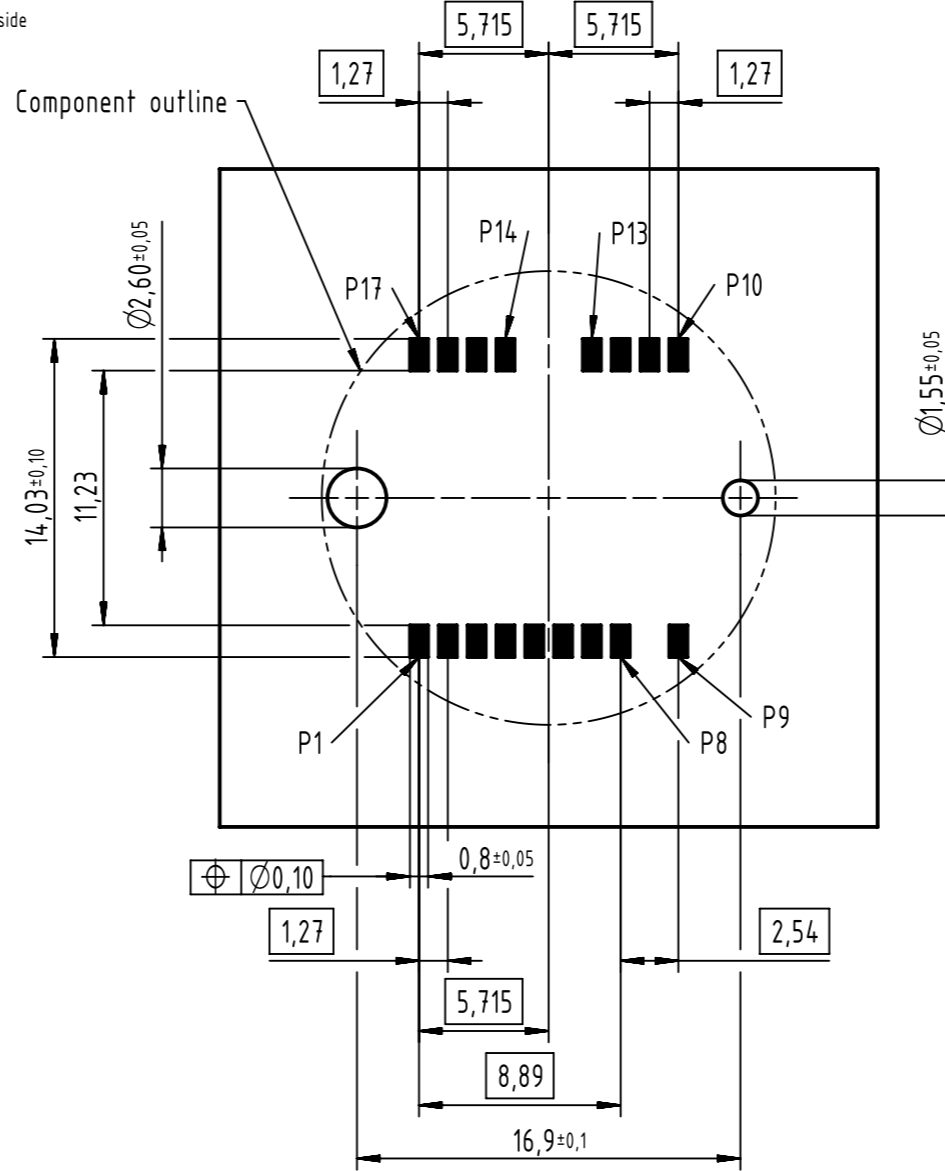 side
5,715
5,715
1,27
1,27
Component outline
P14
P13
P17
P10
Ø2,60±0,05
Ø1,55±0,05
14,03±0,10
11,23
P1
P8
P9
⌖ Ø0,10
0,8±0,05
1,27
2,54
5,715
8,89
16,9±0,1